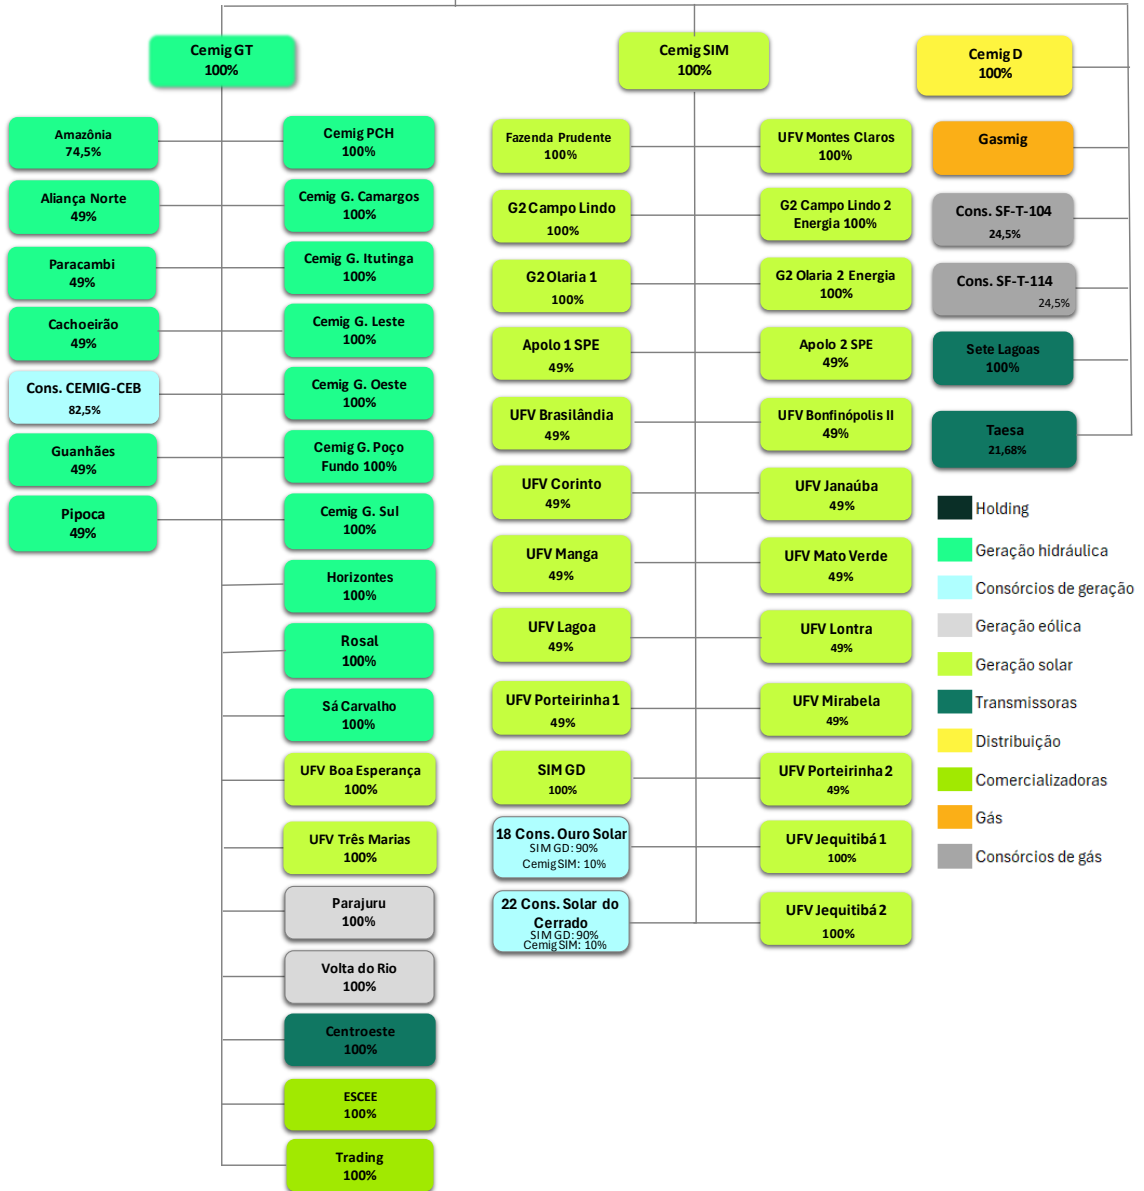 Cemig GT
100%
Cemig SIM
100%
Cemig D
100%
Amazônia
74,5%
Aliança Norte
49%
Paracambi
49%
Cachoeirão
49%
Cons. CEMIG-CEB
82,5%
Guanhães
49%
Pipoca
49%
Cemig PCH
100%
Cemig G. Camargos
100%
Cemig G. Itutinga
100%
Cemig G. Leste
100%
Cemig G. Oeste
100%
Cemig G. Poço
Fundo 100%
Cemig G. Sul
100%
Horizontes
100%
Rosal
100%
Sá Carvalho
100%
UFV Boa Esperança
100%
UFV Três Marias
100%
Parajuru
100%
Volta do Rio
100%
Centroeste
100%
ESCEE
100%
Trading
100%
Fazenda Prudente
100%
G2 Campo Lindo
100%
G2 Olaria 1
100%
Apolo 1 SPE
49%
UFV Brasilândia
49%
UFV Corinto
49%
UFV Manga
49%
UFV Lagoa
49%
UFV Porteirinha 1
49%
SIM GD
100%
18 Cons. Ouro Solar
SIM GD: 90%
Cemig SIM: 10%
22 Cons. Solar do
Cerrado
SIM GD: 90%
Cemig SIM: 10%
UFV Montes Claros
100%
G2 Campo Lindo 2
Energia 100%
G2 Olaria 2 Energia
100%
Apolo 2 SPE
49%
UFV Bonfinópolis II
49%
UFV Janaúba
49%
UFV Mato Verde
49%
UFV Lontra
49%
UFV Mirabela
49%
UFV Porteirinha 2
49%
UFV Jequitibá 1
100%
UFV Jequitibá 2
100%
Gasmig
Cons. SF-T-104
24,5%
Cons. SF-T-114
24,5%
Sete Lagoas
100%
Taesa
21,68%
Holding
Geração hidráulica
Consórcios de geração
Geração eólica
Geração solar
Transmissoras
Distribuição
Comercializadoras
Gás
Consórcios de gás